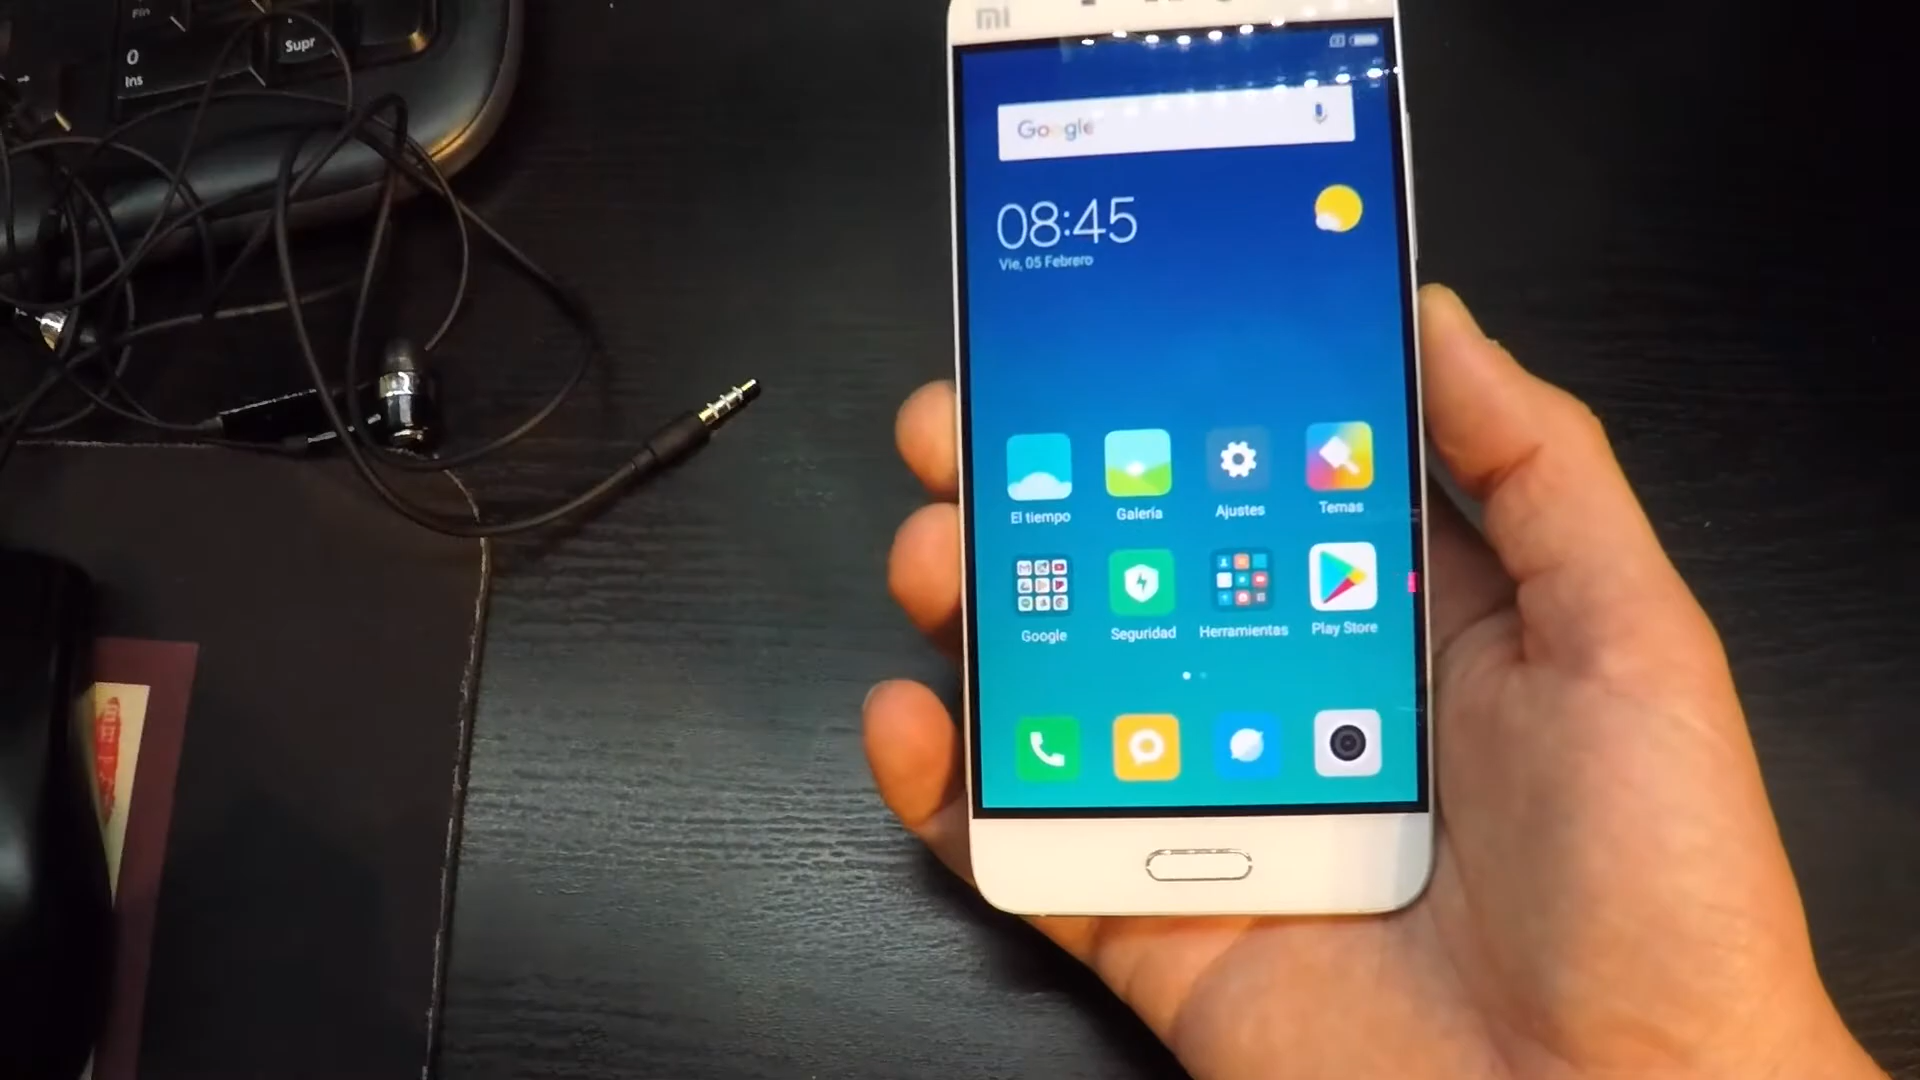 Fin
0
Ins
Supr
mi
Google
08:45
Vie, 05 Febrero
El tiempo
Galería
Ajustes
Temas
Google
Seguridad
Herramientas
Play Store